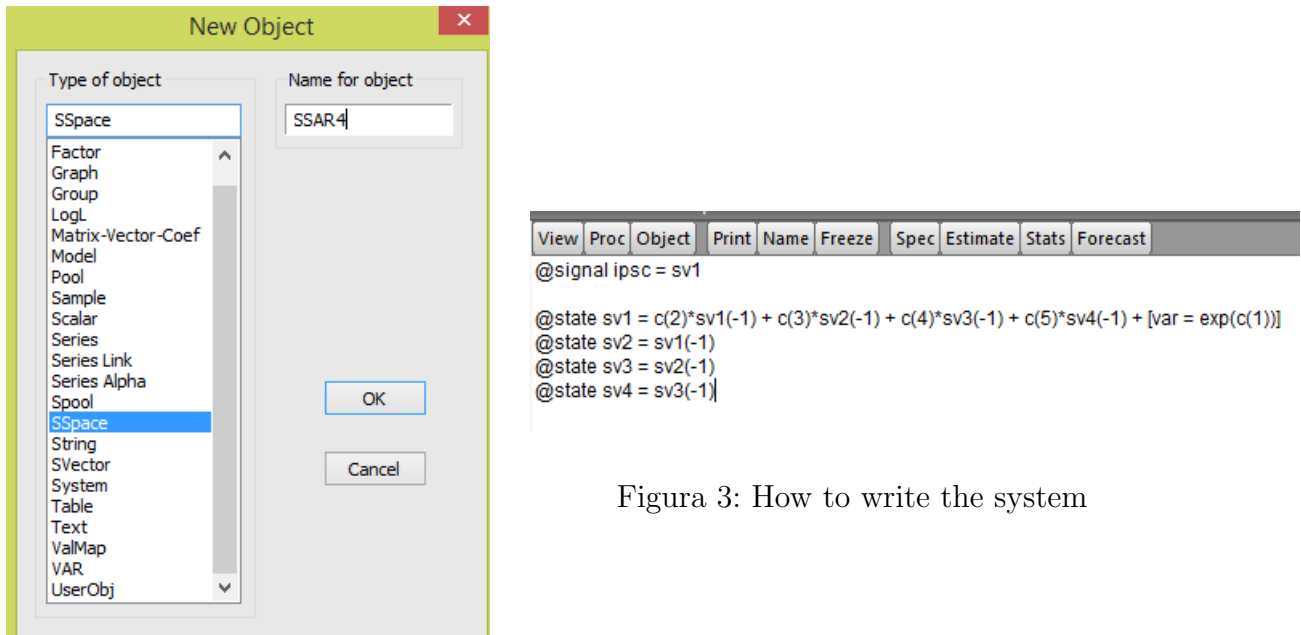 New Object
×
Type of object
Name for object
SSpace
SSAR4
Factor
Graph
Group
LogL
Matrix-Vector-Coef
Model
Pool
Sample
Scalar
Series
Series Link
Series Alpha
Spool
SSpace
String
SVector
System
Table
Text
ValMap
VAR
UserObj
OK
Cancel
View Proc Object Print Name Freeze Spec Estimate Stats Forecast
@signal ipsc = sv1
@state sv1 = c(2)*sv1(-1) + c(3)*sv2(-1) + c(4)*sv3(-1) + c(5)*sv4(-1) + [var = exp(c(1))]
@state sv2 = sv1(-1)
@state sv3 = sv2(-1)
@state sv4 = sv3(-1)
Figura 3: How to write the system